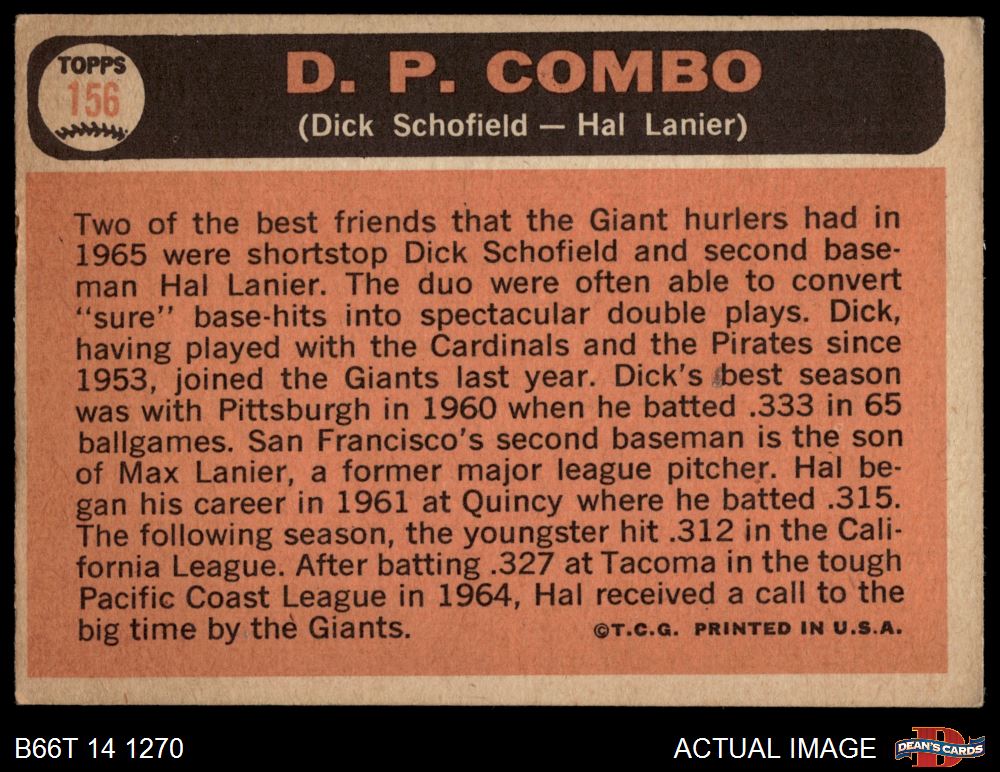 TOPPS
156
D. P. COMBO
(Dick Schofield — Hal Lanier)
Two of the best friends that the Giant hurlers had in
1965 were shortstop Dick Schofield and second base-
man Hal Lanier. The duo were often able to convert
"sure" base-hits into spectacular double plays. Dick,
having played with the Cardinals and the Pirates since
1953, joined the Giants last year. Dick's best season
was with Pittsburgh in 1960 when he batted .333 in 65
ballgames. San Francisco's second baseman is the son
of Max Lanier, a former major league pitcher. Hal be-
gan his career in 1961 at Quincy where he batted .315.
The following season, the youngster hit .312 in the Cali-
fornia League. After batting .327 at Tacoma in the tough
Pacific Coast League in 1964, Hal received a call to the
big time by the Giants.
©T.C.G. PRINTED IN U.S.A.
B66T 14 1270
ACTUAL IMAGE
D
DEAN'S CARDS